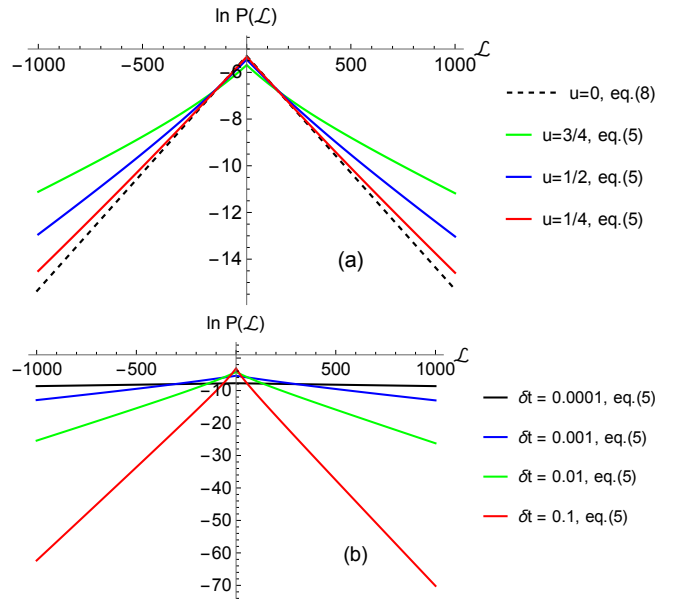 ln P(ℒ)
−1000 −500 500 1000 ℒ
−6
−8
−10
−12
−14
(a)
u=0, eq.(8)
u=3/4, eq.(5)
u=1/2, eq.(5)
u=1/4, eq.(5)
ln P(ℒ)
−1000 −500 500 1000 ℒ
−10
−20
−30
−40
−50
−60
−70
(b)
δt = 0.0001, eq.(5)
δt = 0.001, eq.(5)
δt = 0.01, eq.(5)
δt = 0.1, eq.(5)